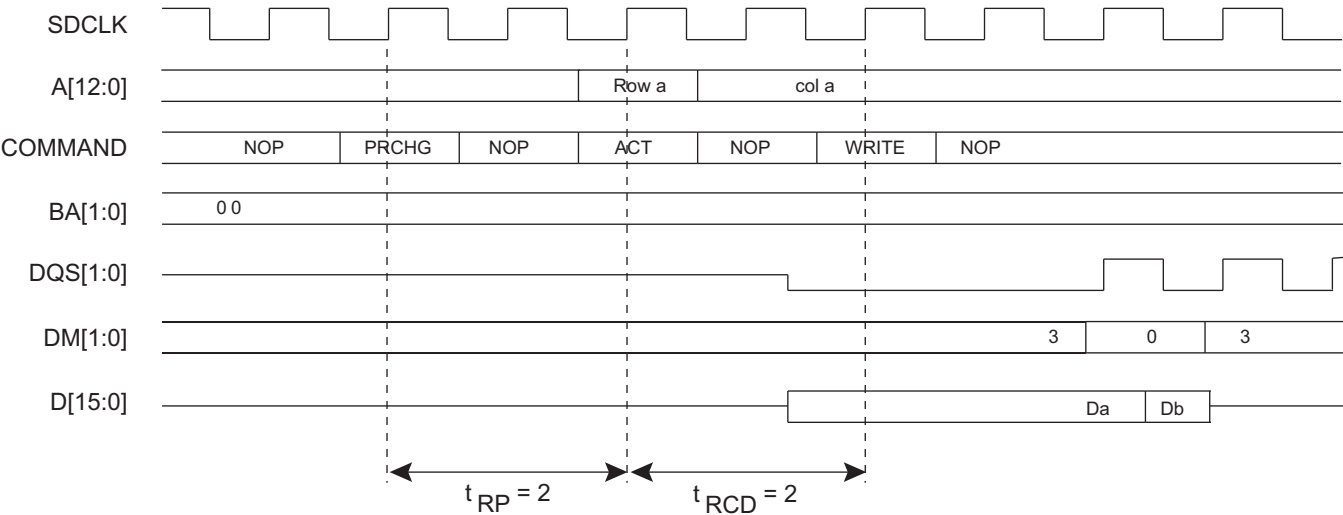 SDCLK
A[12:0] Row a col a
COMMAND NOP PRCHG NOP ACT NOP WRITE NOP
BA[1:0] 0 0
DQS[1:0]
DM[1:0] 3 0 3
D[15:0] Da Db
t RP = 2 t RCD = 2